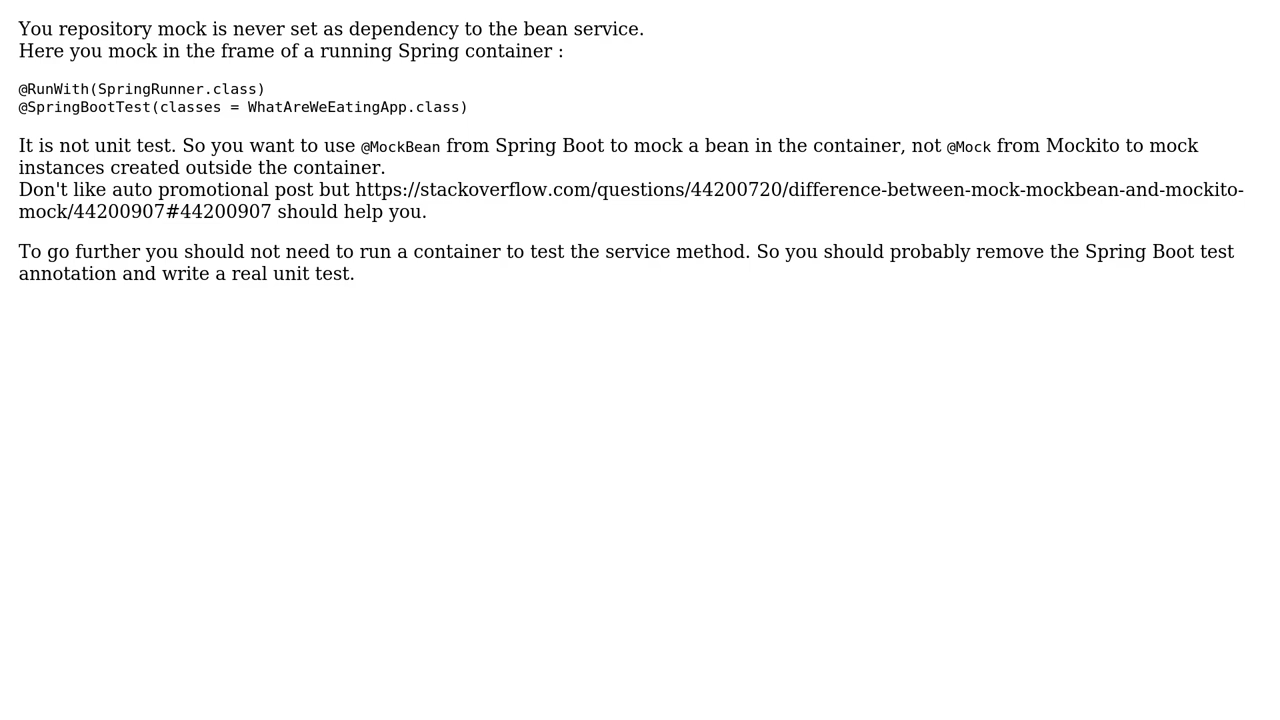 You repository mock is never set as dependency to the bean service.
Here you mock in the frame of a running Spring container :
@RunWith(SpringRunner.class)
@SpringBootTest(classes = WhatAreWeEatingApp.class)
It is not unit test. So you want to use @MockBean from Spring Boot to mock a bean in the container, not @Mock from Mockito to mock
instances created outside the container.
Don't like auto promotional post but https://stackoverflow.com/questions/44200720/difference-between-mock-mockbean-and-mockito-
mock/44200907#44200907 should help you.
To go further you should not need to run a container to test the service method. So you should probably remove the Spring Boot test
annotation and write a real unit test.